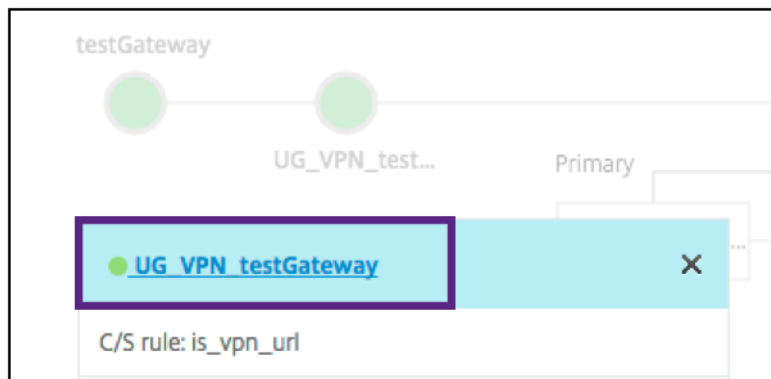 testGateway
UG_VPN_test...
Primary
...
UG_VPN_testGateway
C/S rule: is_vpn_url